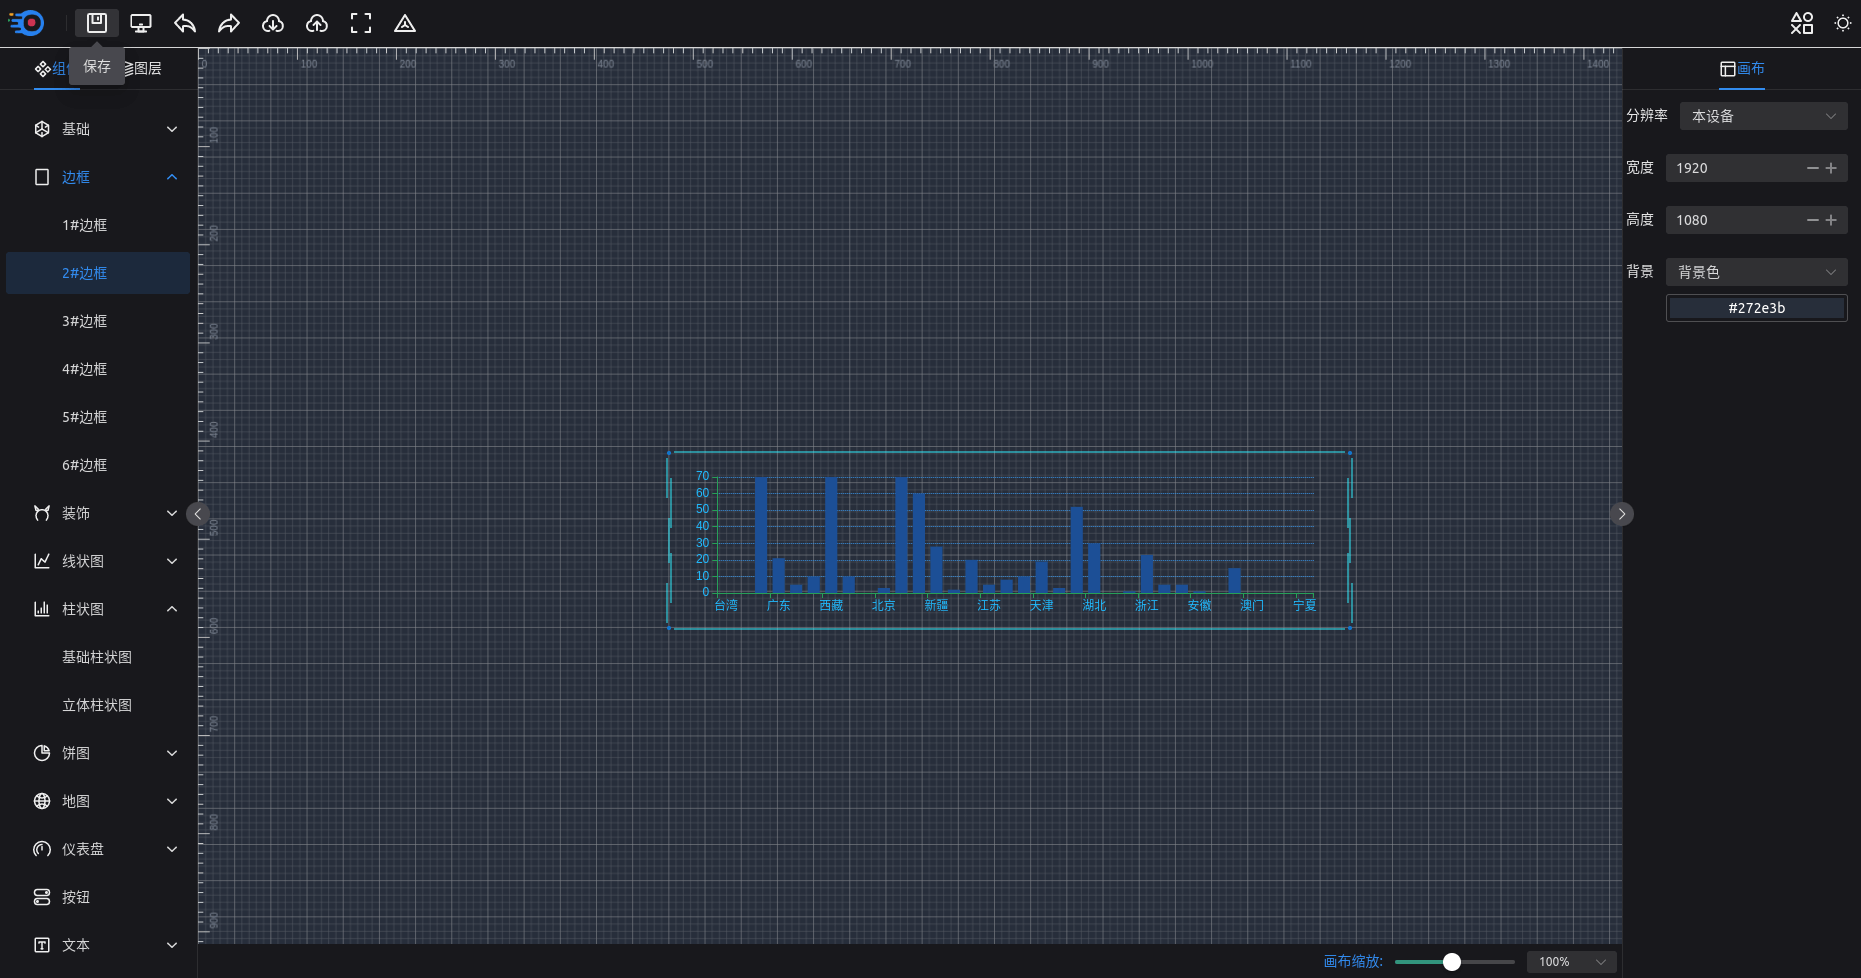 保存
组
图层
基础
边框
1#边框
2#边框
3#边框
4#边框
5#边框
6#边框
装饰
线状图
柱状图
基础柱状图
立体柱状图
饼图
地图
仪表盘
按钮
文本
0 100 200 300 400 500 600 700 800 900 1000 1100 1200 1300 1400
100
200
300
400
500
600
700
800
900
70
60
50
40
30
20
10
0
台湾 广东 西藏 北京 新疆 江苏 天津 湖北 浙江 安徽 澳门 宁夏
画布
分辨率 本设备
宽度 1920
高度 1080
背景 背景色
#272e3b
画布缩放: 100%